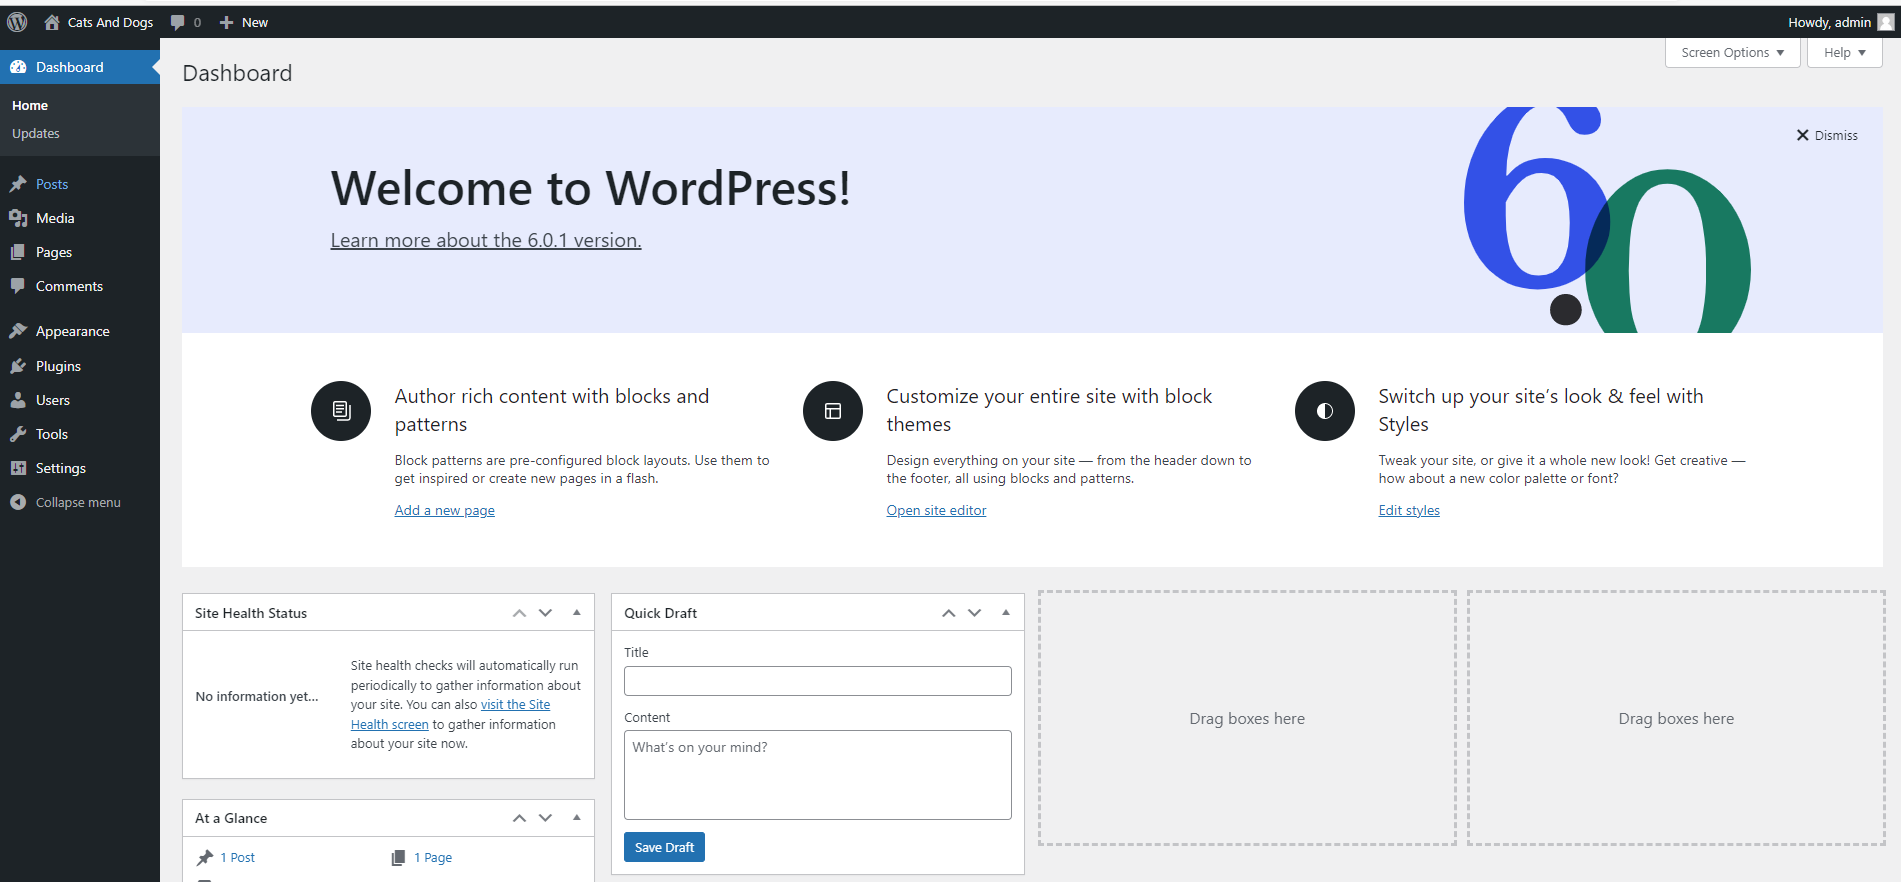 Cats And Dogs
0
New
Howdy, admin
Dashboard
Home
Updates
Posts
Media
Pages
Comments
Appearance
Plugins
Users
Tools
Settings
Collapse menu
Screen Options
Help
Dashboard
Dismiss
Welcome to WordPress!
Learn more about the 6.0.1 version.
6.0
Author rich content with blocks and
patterns
Block patterns are pre-configured block layouts. Use them to
get inspired or create new pages in a flash.
Add a new page
Customize your entire site with block
themes
Design everything on your site — from the header down to
the footer, all using blocks and patterns.
Open site editor
Switch up your site’s look & feel with
Styles
Tweak your site, or give it a whole new look! Get creative —
how about a new color palette or font?
Edit styles
Site Health Status
No information yet...
Site health checks will automatically run
periodically to gather information about
your site. You can also visit the Site
Health screen to gather information
about your site now.
At a Glance
1 Post
1 Page
Quick Draft
Title
Content
What’s on your mind?
Save Draft
Drag boxes here
Drag boxes here